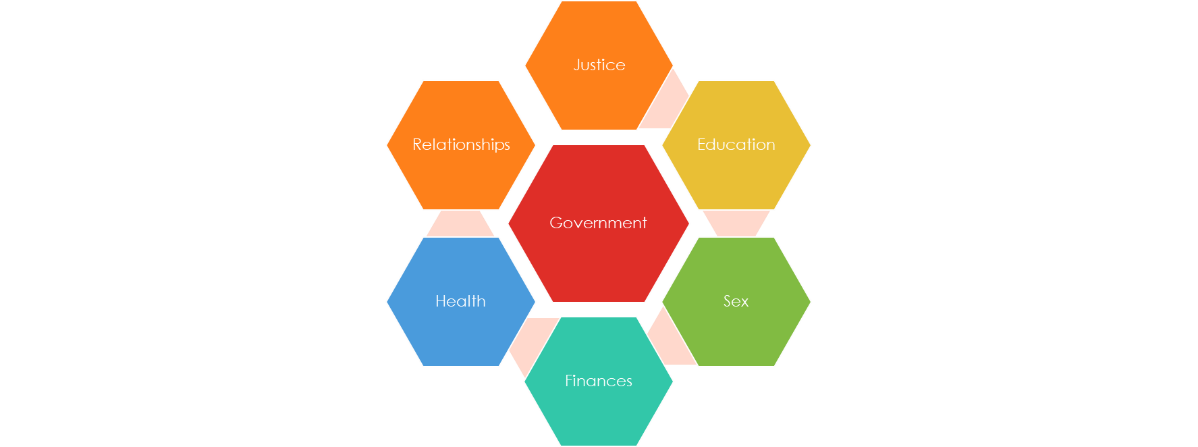 Justice
Relationships
Education
Government
Health
Sex
Finances